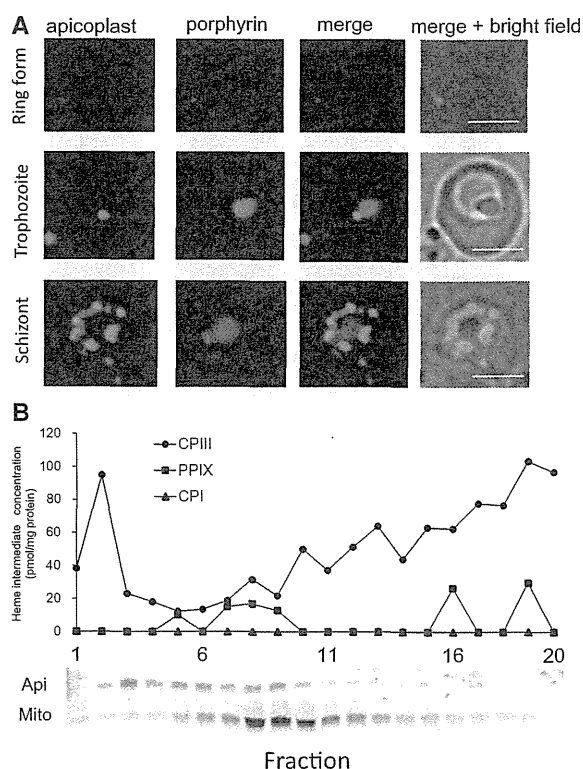 A
apicoplast porphyrin merge merge + bright field
Ring form
Trophozoite
Schizont
B
Heme intermediate concentration
(pmol/mg protein)
120
100
80
60
40
20
0
CPIII
PPIX
CPI
1 6 11 16 20
Api
Mito
Fraction